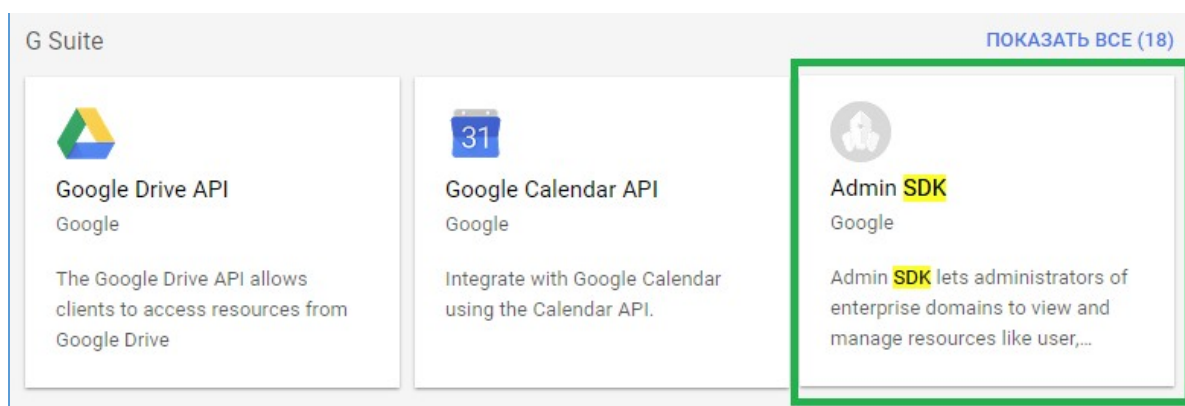 G Suite
ПОКАЗАТЬ ВСЕ (18)
31
Google Drive API
Google
The Google Drive API allows
clients to access resources from
Google Drive
Google Calendar API
Google
Integrate with Google Calendar
using the Calendar API.
Admin SDK
Google
Admin SDK lets administrators of
enterprise domains to view and
manage resources like user,...